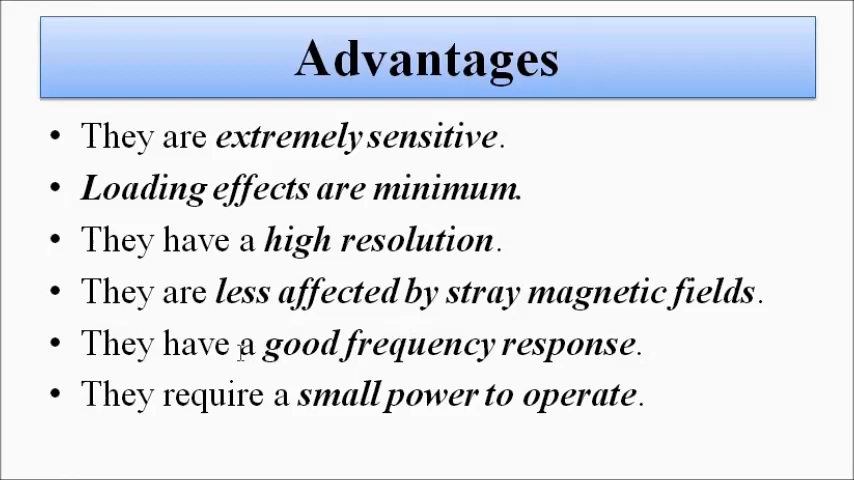 Advantages
• They are extremely sensitive.
• Loading effects are minimum.
• They have a high resolution.
• They are less affected by stray magnetic fields.
• They have a good frequency response.
• They require a small power to operate.